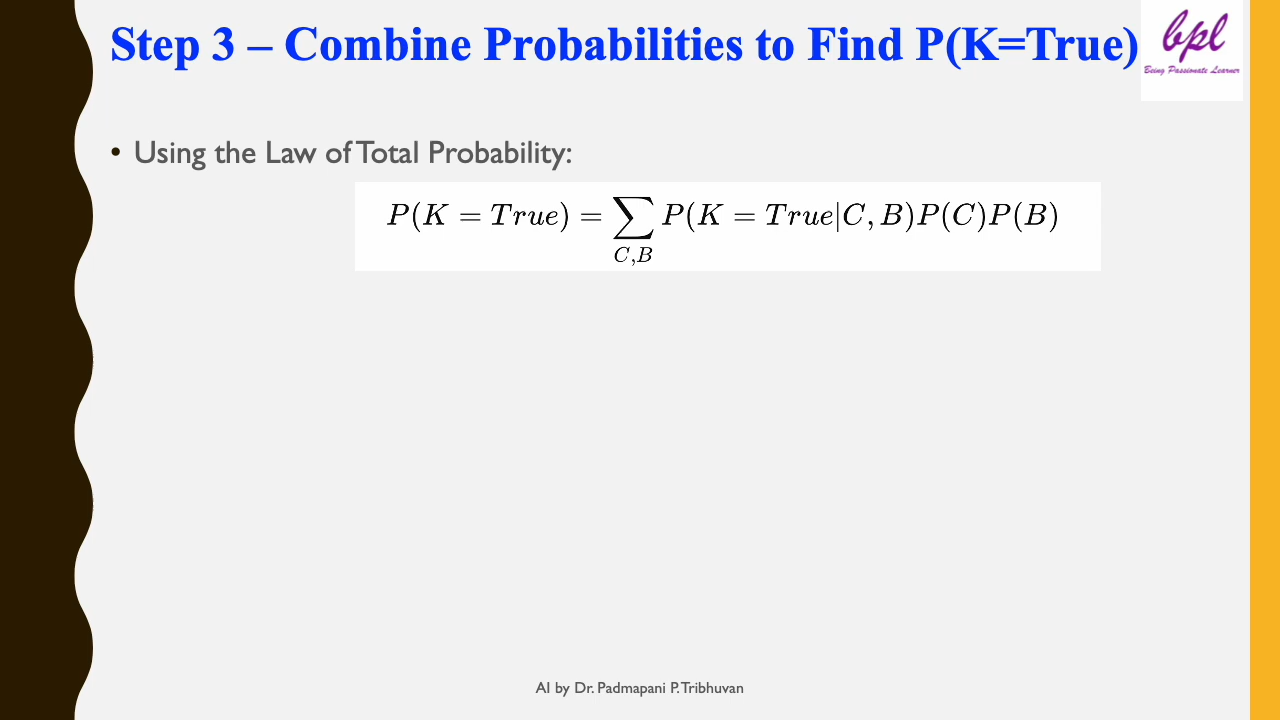 Step 3 – Combine Probabilities to Find P(K=True)
bpl
Being Passionate Learner
• Using the Law of Total Probability:
P(K = True) = ∑ P(K = True|C, B)P(C)P(B)
C,B
AI by Dr. Padmapani P. Tribhuvan